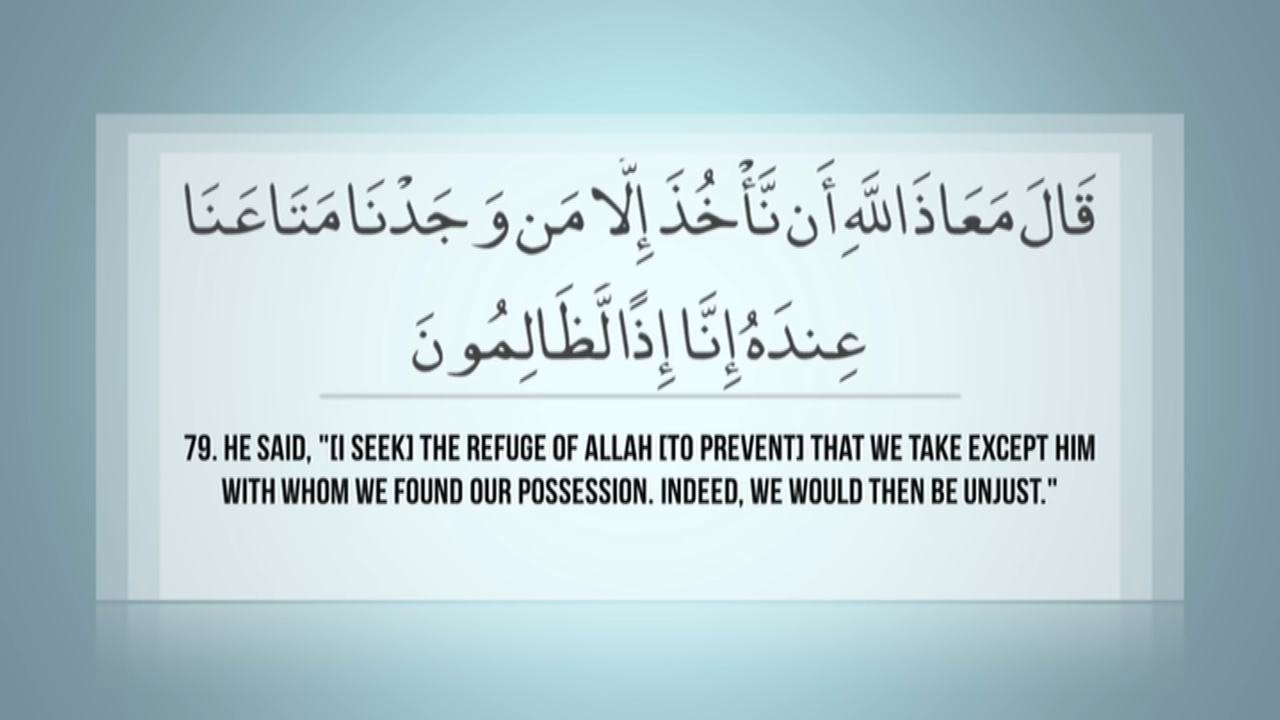 قَالَ مَعَاذَ اللَّهِ أَن نَّأْخُذَ إِلَّا مَن وَجَدْنَا مَتَاعَنَا
عِندَهُ إِنَّا إِذًا لَّظَالِمُونَ
79. HE SAID, "[I SEEK] THE REFUGE OF ALLAH [TO PREVENT] THAT WE TAKE EXCEPT HIM
WITH WHOM WE FOUND OUR POSSESSION. INDEED, WE WOULD THEN BE UNJUST."